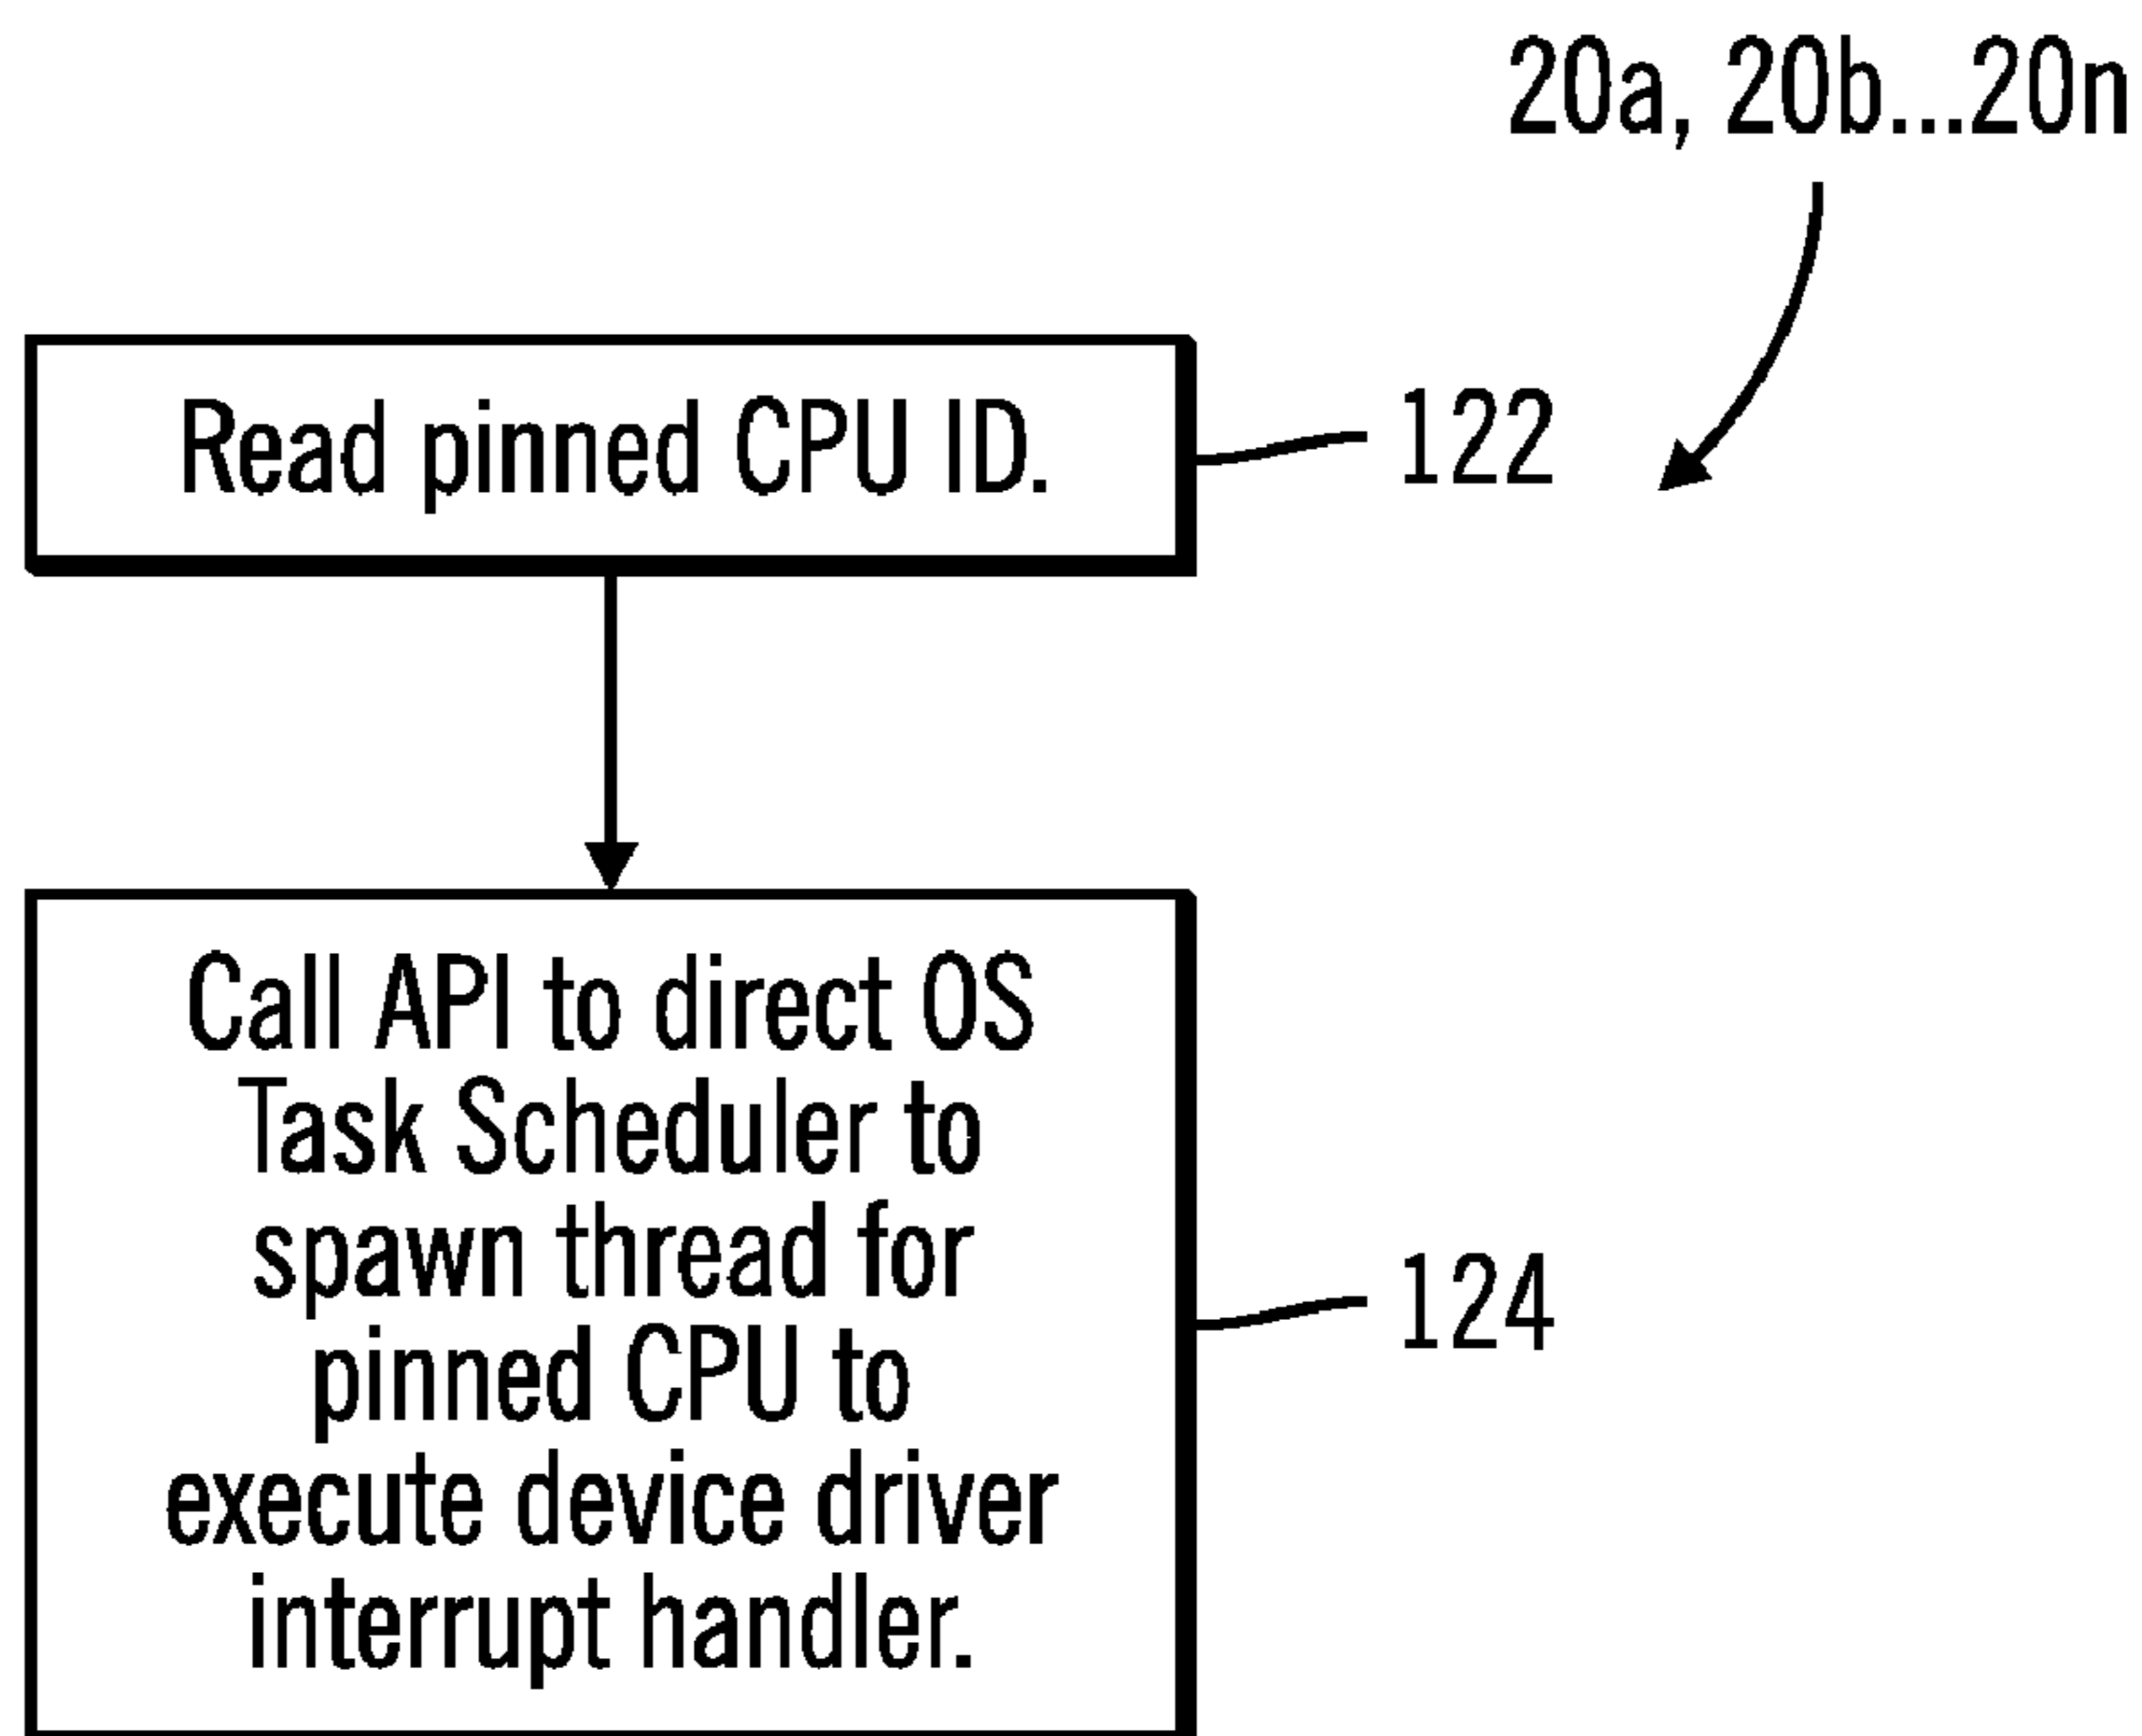 20a, 20b...20n
Read pinned CPU ID.
122
Call API to direct OS
Task Scheduler to
spawn thread for
pinned CPU to
execute device driver
interrupt handler.
124